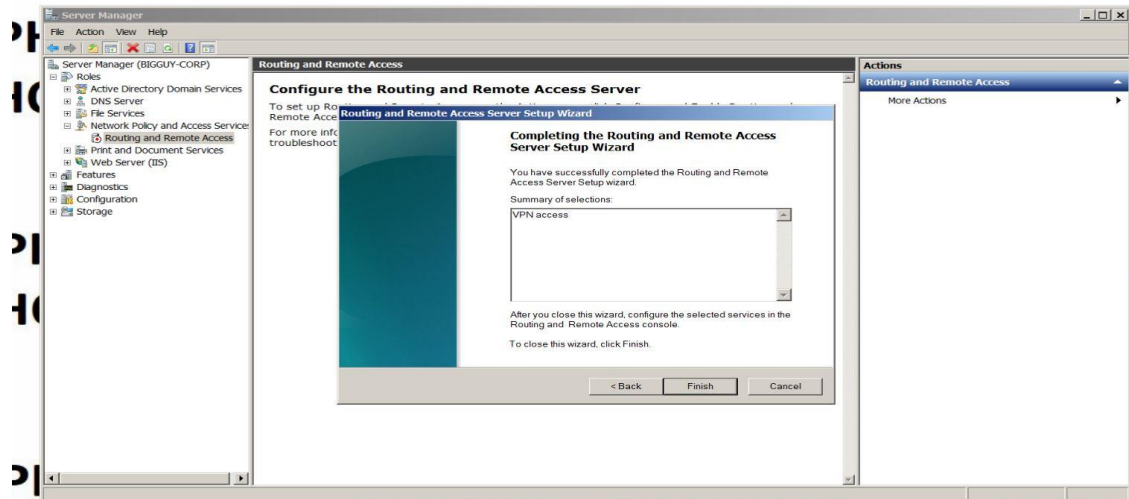 Server Manager
File Action View Help
Server Manager (BIGGUY-CORP)
Roles
Active Directory Domain Services
DNS Server
File Services
Network Policy and Access Service
Routing and Remote Access
Print and Document Services
Web Server (IIS)
Features
Diagnostics
Configuration
Storage
Routing and Remote Access
Configure the Routing and Remote Access Server
To set up
Remote
For more
troubleshoot
Routing and Remote Access Server Setup Wizard
Completing the Routing and Remote Access
Server Setup Wizard
You have successfully completed the Routing and Remote
Access Server Setup wizard.
Summary of selections:
VPN access
After you close this wizard, configure the selected services in the
Routing and Remote Access console.
To close this wizard, click Finish.
< Back Finish Cancel
Actions
Routing and Remote Access
More Actions